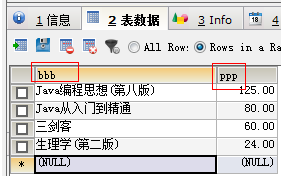 1 信息 2 表数据 3 Info 4
All Row: Rows in a Ra
bbb ppp
Java编程思想(第八版) 125.00
Java从入门到精通 80.00
三剑客 60.00
生理学(第二版) 24.00
* (NULL) (NULL)